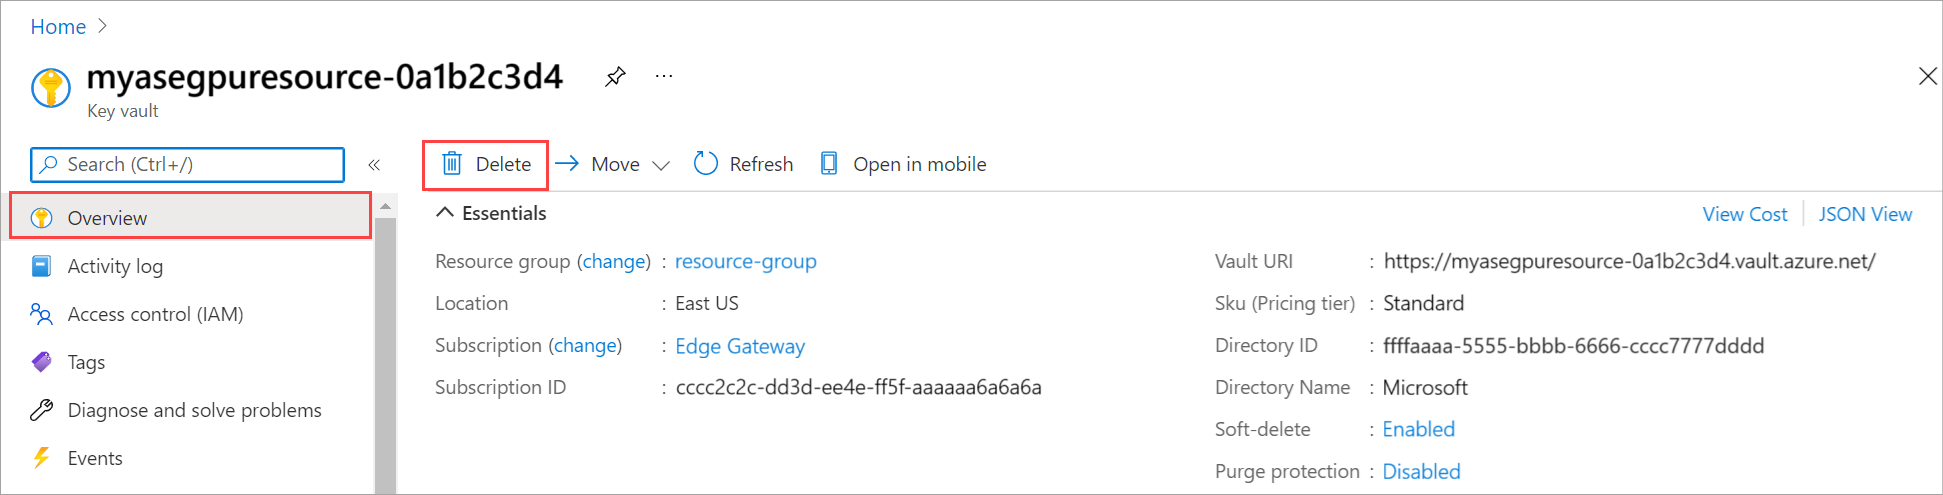 Home
myasegpuresource-0a1b2c3d4
Key vault
Search (Ctrl+/)
Overview
Activity log
Access control (IAM)
Tags
Diagnose and solve problems
Events
Delete Move Refresh Open in mobile
Essentials View Cost JSON View
Resource group (change) : resource-group
Location : East US
Subscription (change) : Edge Gateway
Subscription ID : cccc2c2c-dd3d-ee4e-ff5f-aaaaaa6a6a6a
Vault URI : https://myasegpuresource-0a1b2c3d4.vault.azure.net/
Sku (Pricing tier) : Standard
Directory ID : ffffaaaa-5555-bbbb-6666-cccc7777dddd
Directory Name : Microsoft
Soft-delete : Enabled
Purge protection : Disabled